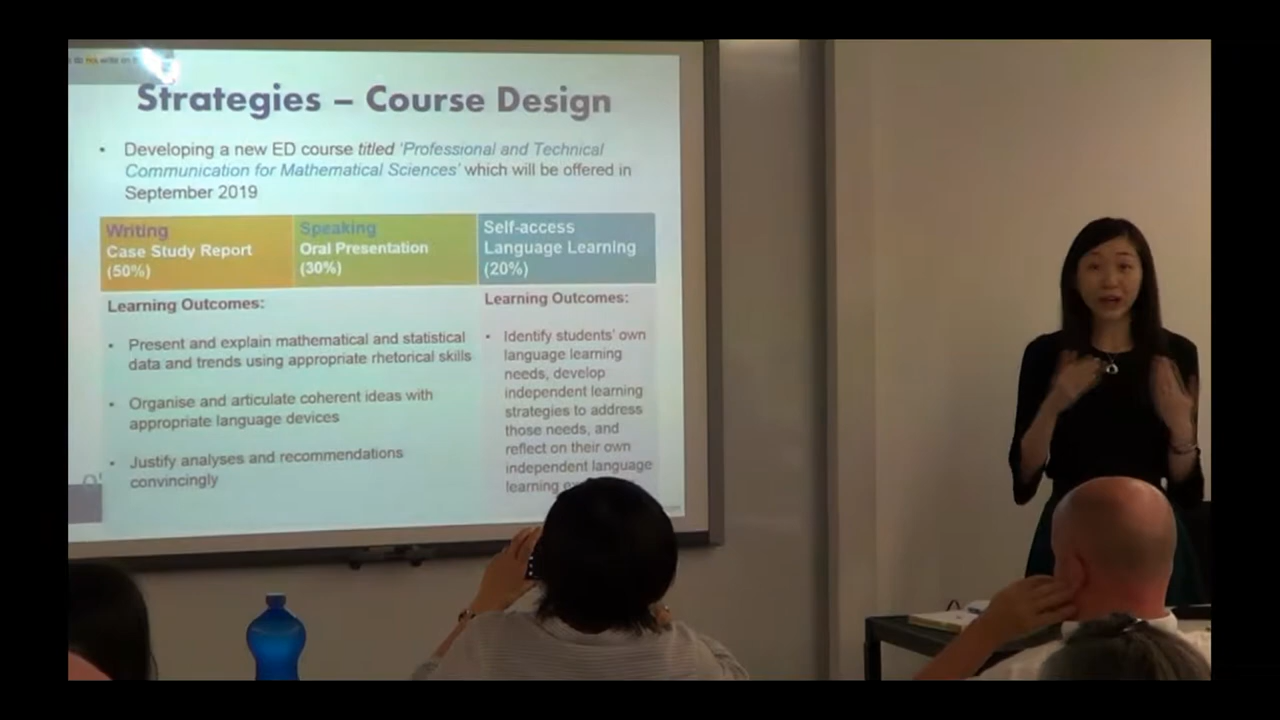 write on
Strategies – Course Design
• Developing a new ED course titled 'Professional and Technical
Communication for Mathematical Sciences' which will be offered in
September 2019
Writing
Case Study Report
(50%)
Speaking
Oral Presentation
(30%)
Self-access
Language Learning
(20%)
Learning Outcomes:
• Present and explain mathematical and statistical
data and trends using appropriate rhetorical skills
• Organise and articulate coherent ideas with
appropriate language devices
• Justify analyses and recommendations
convincingly
Learning Outcomes:
• Identify students' own
language learning
needs, develop
independent learning
strategies to address
those needs, and
reflect on their own
independent language
learning